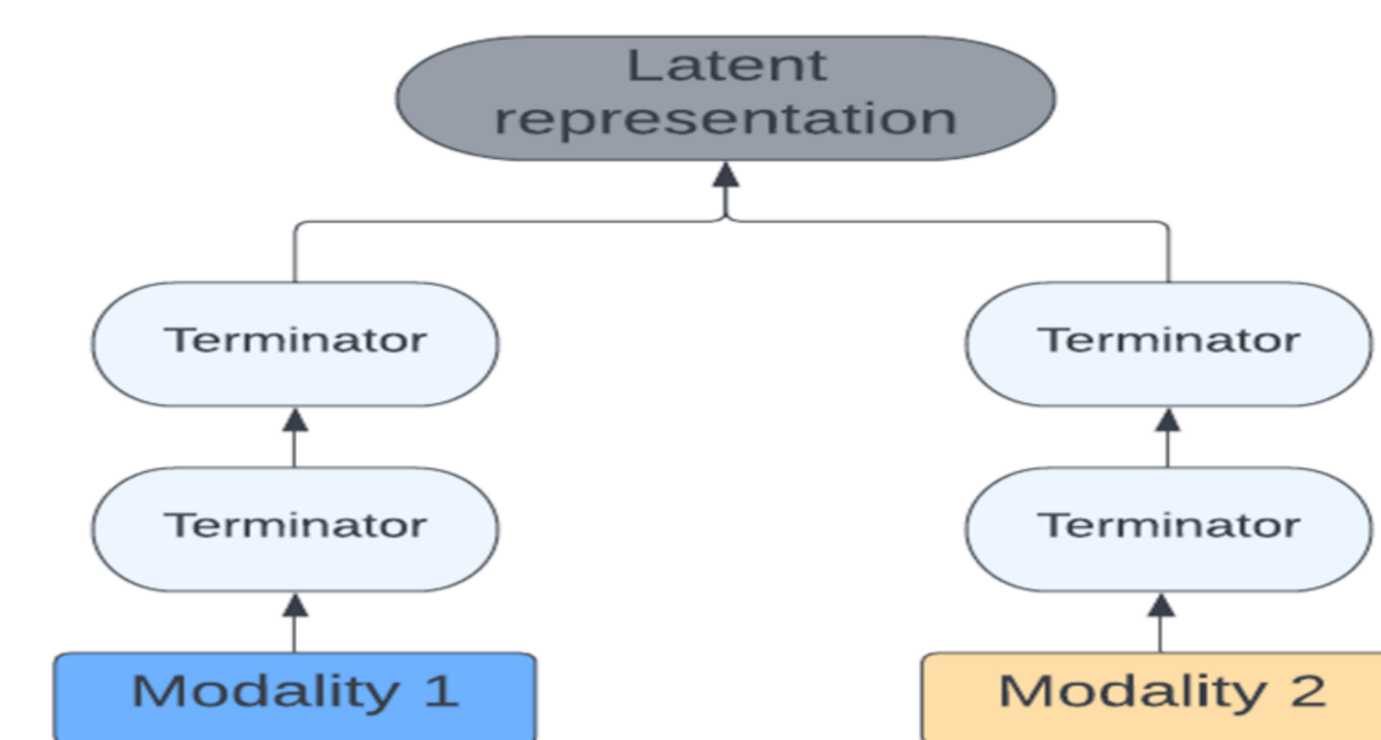 Latent
representation
Terminator
Terminator
Terminator
Terminator
Modality 1
Modality 2